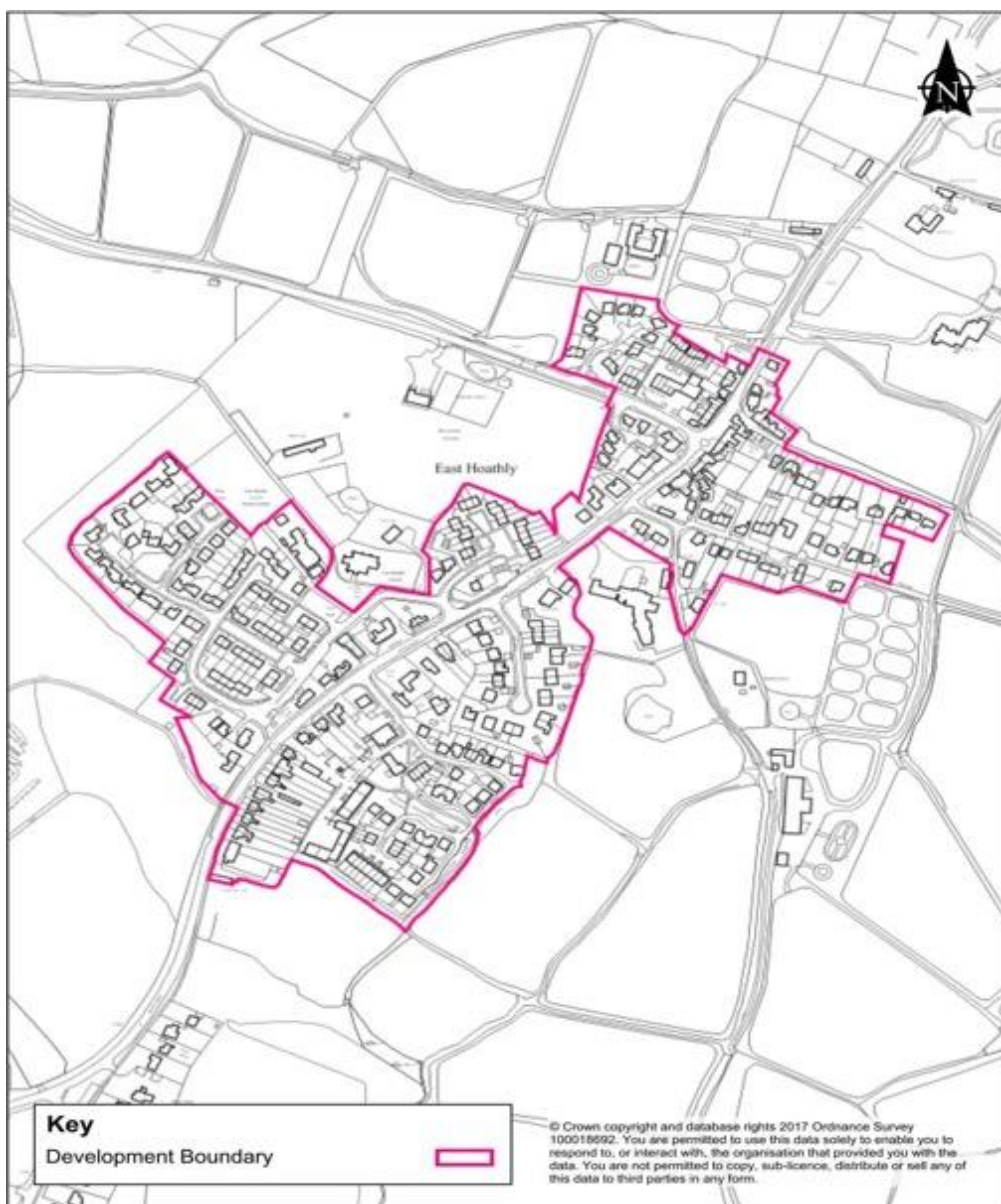 N
East Hoathly
Key
Development Boundary
© Crown copyright and database rights 2017 Ordnance Survey
100018692. You are permitted to use this data solely to enable you to
respond to, or interact with, the organisation that provided you with the
data. You are not permitted to copy, sub-licence, distribute or sell any of
this data to third parties in any form.